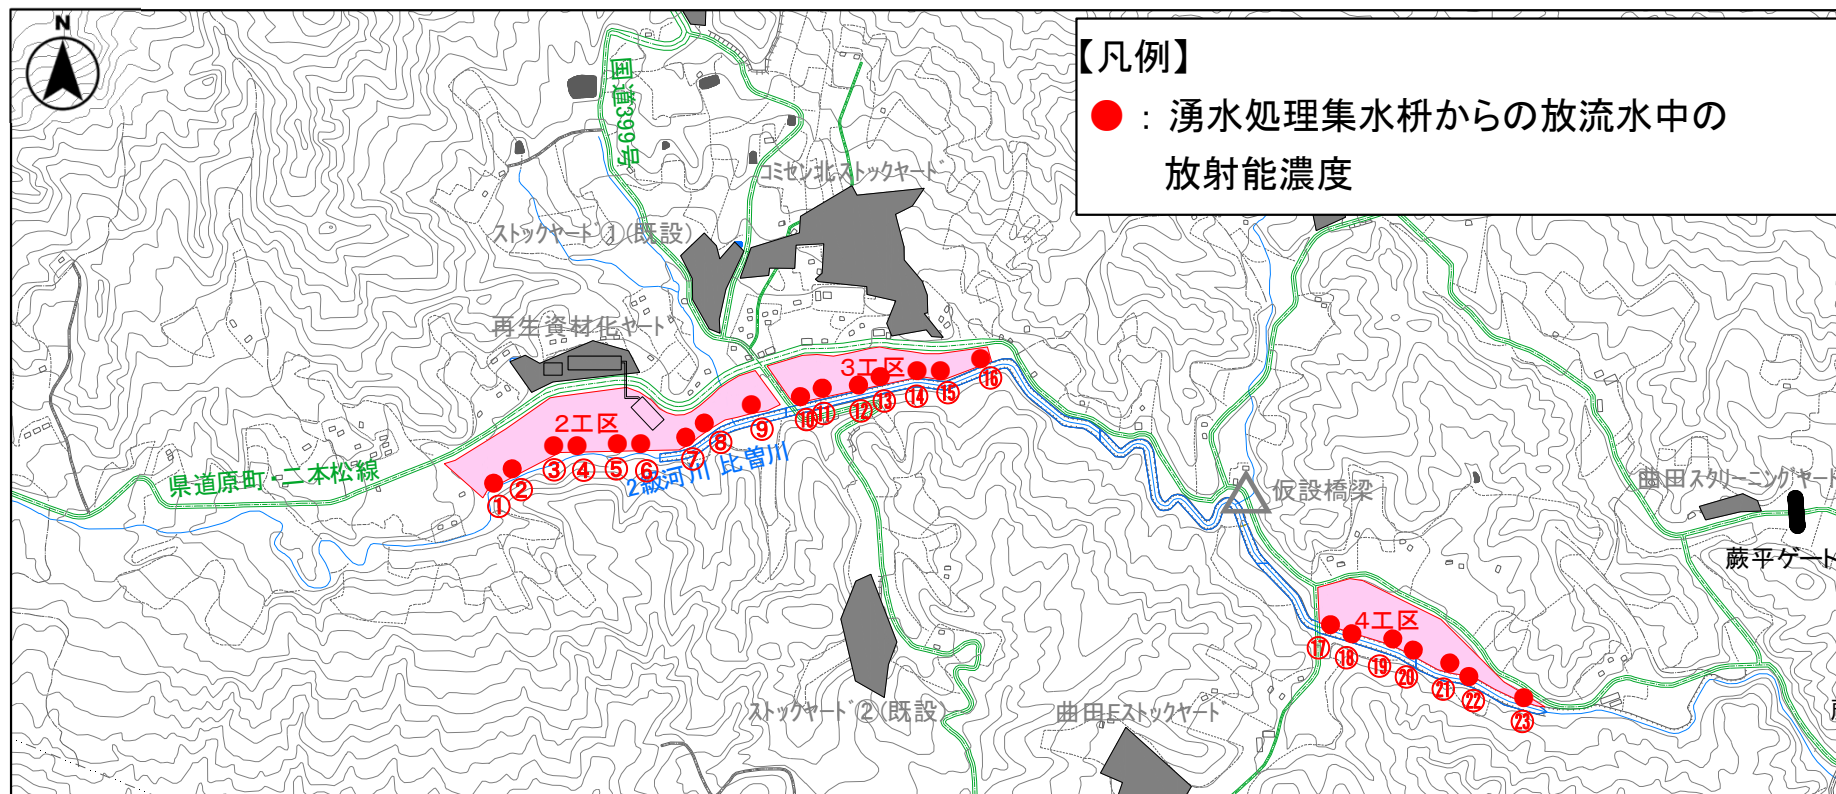 N
【凡例】
● : 湧水処理集水枡からの放流水中の
放射能濃度
国道399号
コミセン北ストックヤード
ストックヤード①(既設)
再生資材化ヤード
3工区
2工区
⑯
⑮
⑭
⑬
⑫
⑪
⑩
⑨
⑧
⑦
⑥
⑤
④
③
②
①
県道原町・二本松線
2級河川 比曽川
仮設橋梁
曲田スクリーニングヤード
蕨平ゲート
4工区
⑰
⑱
⑲
⑳
㉑
㉒
㉓
ストックヤード②(既設)
曲田Eストックヤード